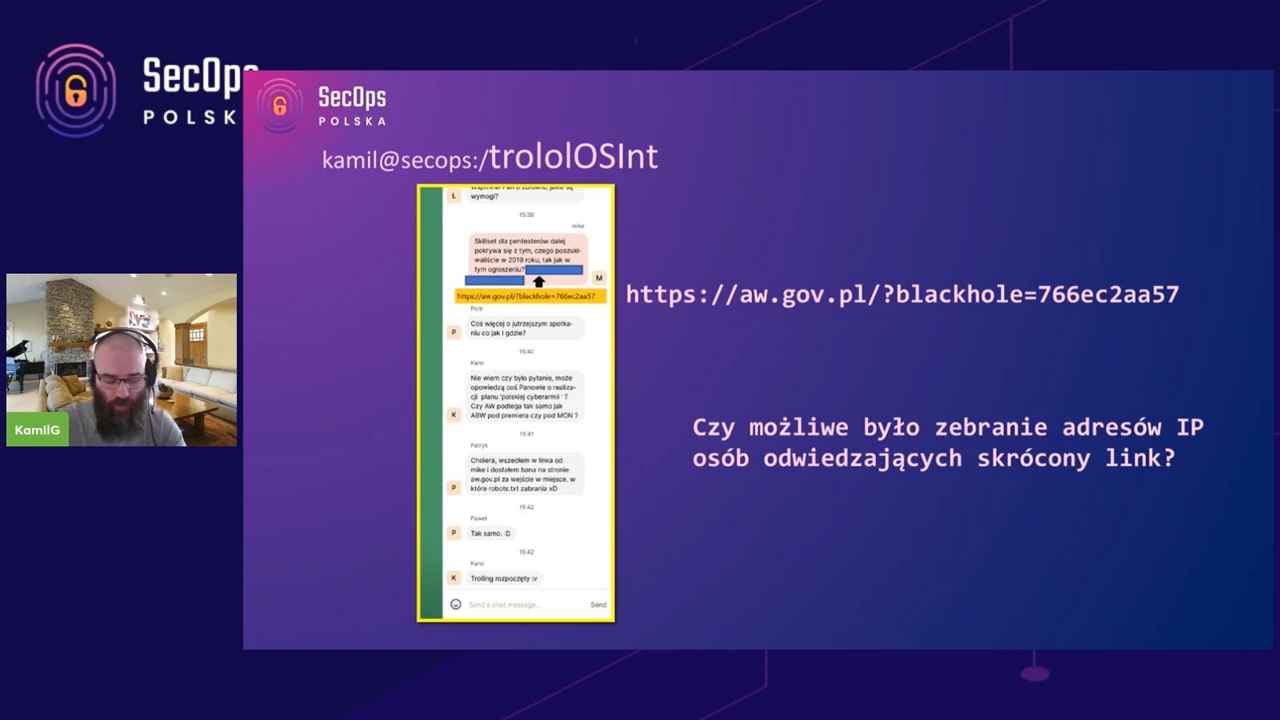 SecOps
POLSKA
SecOps
POLSKA
kamil@secops:/trololOSInt
Ł
wymogi?
15:39
mike
Skillset dla pentesterów dalej
pokrywa się z tym, czego poszuki-
waliście w 2019 roku, tak jak w
tym ogłoszeniu?
M
https://aw.gov.pl/?blackhole=766ec2aa57
Piotr
Coś więcej o jutrzejszym spotka-
niu co jak i gdzie?
P
15:40
Karol
Nie wiem czy było pytanie, może
opowiedzą coś Panowie o realiza-
cji planu 'polskiej cyberarmii' ?
Czy AW podlega tak samo jak
ABW pod premiera czy pod MON ?
K
15:41
Patryk
Cholera, wszedłem w linka od
mike i dostałem bana na stronie
aw.gov.pl za wejście w miejsce, w
które robots.txt zabrania xD
P
15:42
Paweł
P
Tak samo. :D
15:42
Karol
K
Trolling rozpoczęty :v
Send a chat message...
Send
https://aw.gov.pl/?blackhole=766ec2aa57
Czy możliwe było zebranie adresów IP
osób odwiedzających skrócony link?
KamilG